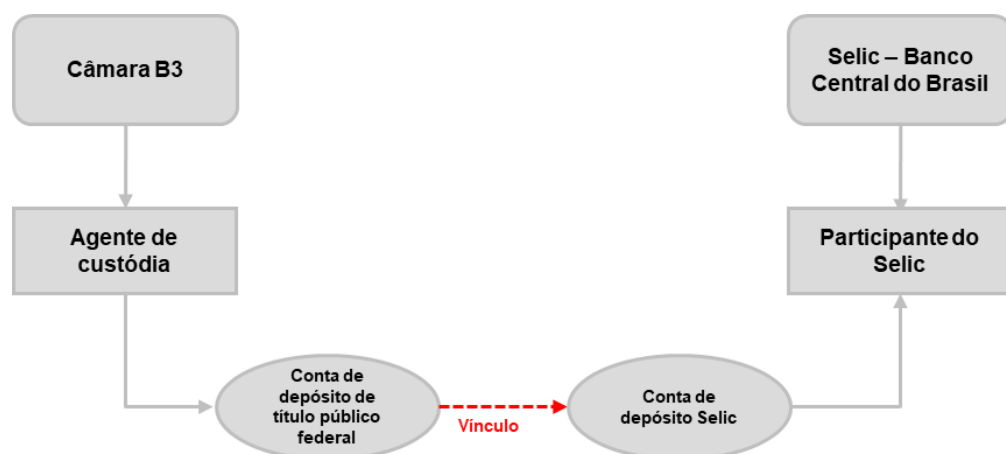 Câmara B3
Selic – Banco
Central do Brasil
Agente de
custódia
Participante do
Selic
Conta de
depósito de
título público
federal
Vínculo
Conta de
depósito Selic